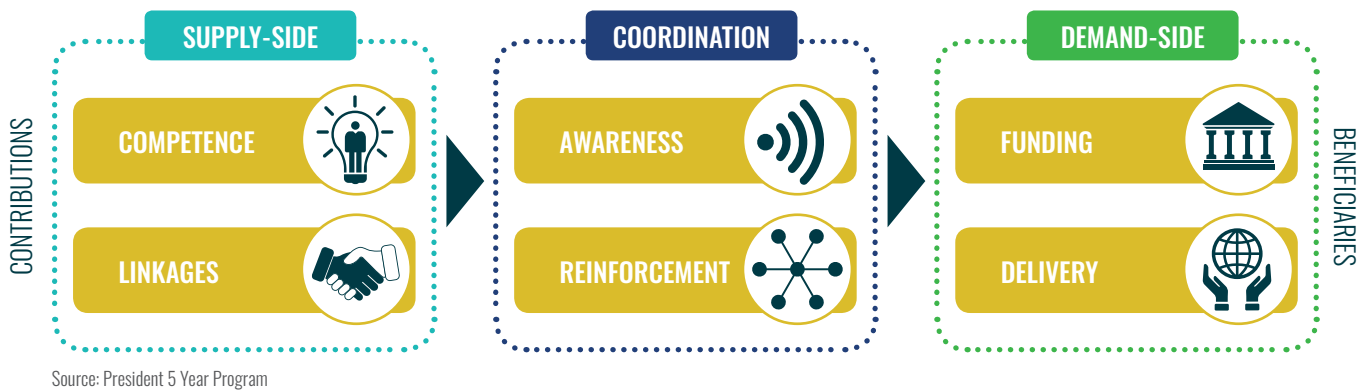 SUPPLY-SIDE
COORDINATION
DEMAND-SIDE
CONTRIBUTIONS
COMPETENCE
AWARENESS
FUNDING
LINKAGES
REINFORCEMENT
DELIVERY
BENEFICIARIES
Source: President 5 Year Program